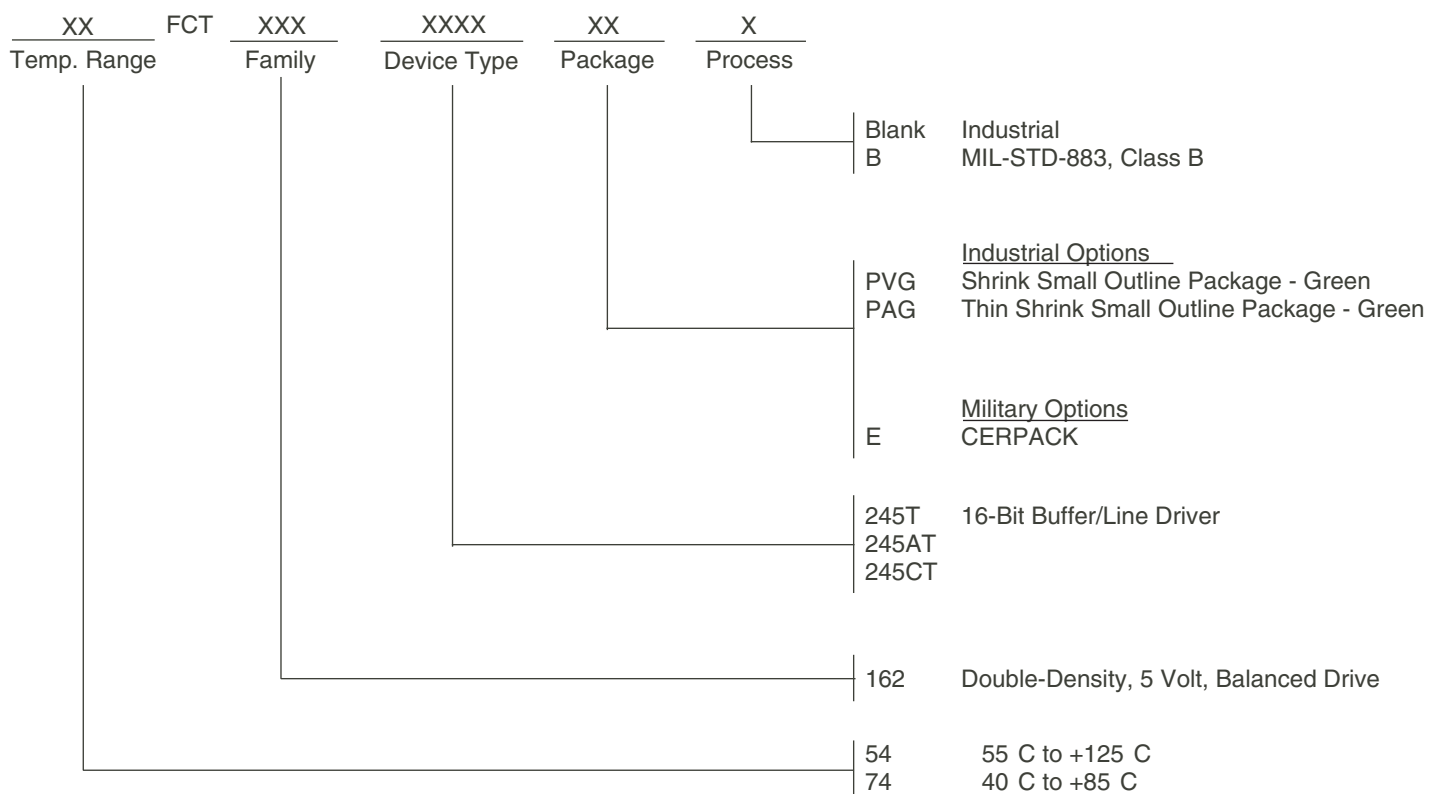 XX FCT XXX XXXX XX X
Temp. Range Family Device Type Package Process
Blank Industrial
B MIL-STD-883, Class B
Industrial Options
PVG Shrink Small Outline Package - Green
PAG Thin Shrink Small Outline Package - Green
Military Options
E CERPACK
245T 16-Bit Buffer/Line Driver
245AT
245CT
162 Double-Density, 5 Volt, Balanced Drive
54 55 C to +125 C
74 40 C to +85 C